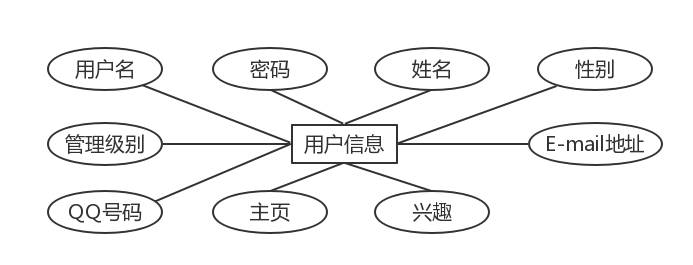 用户名
密码
姓名
性别
管理级别
用户信息
E-mail地址
QQ号码
主页
兴趣